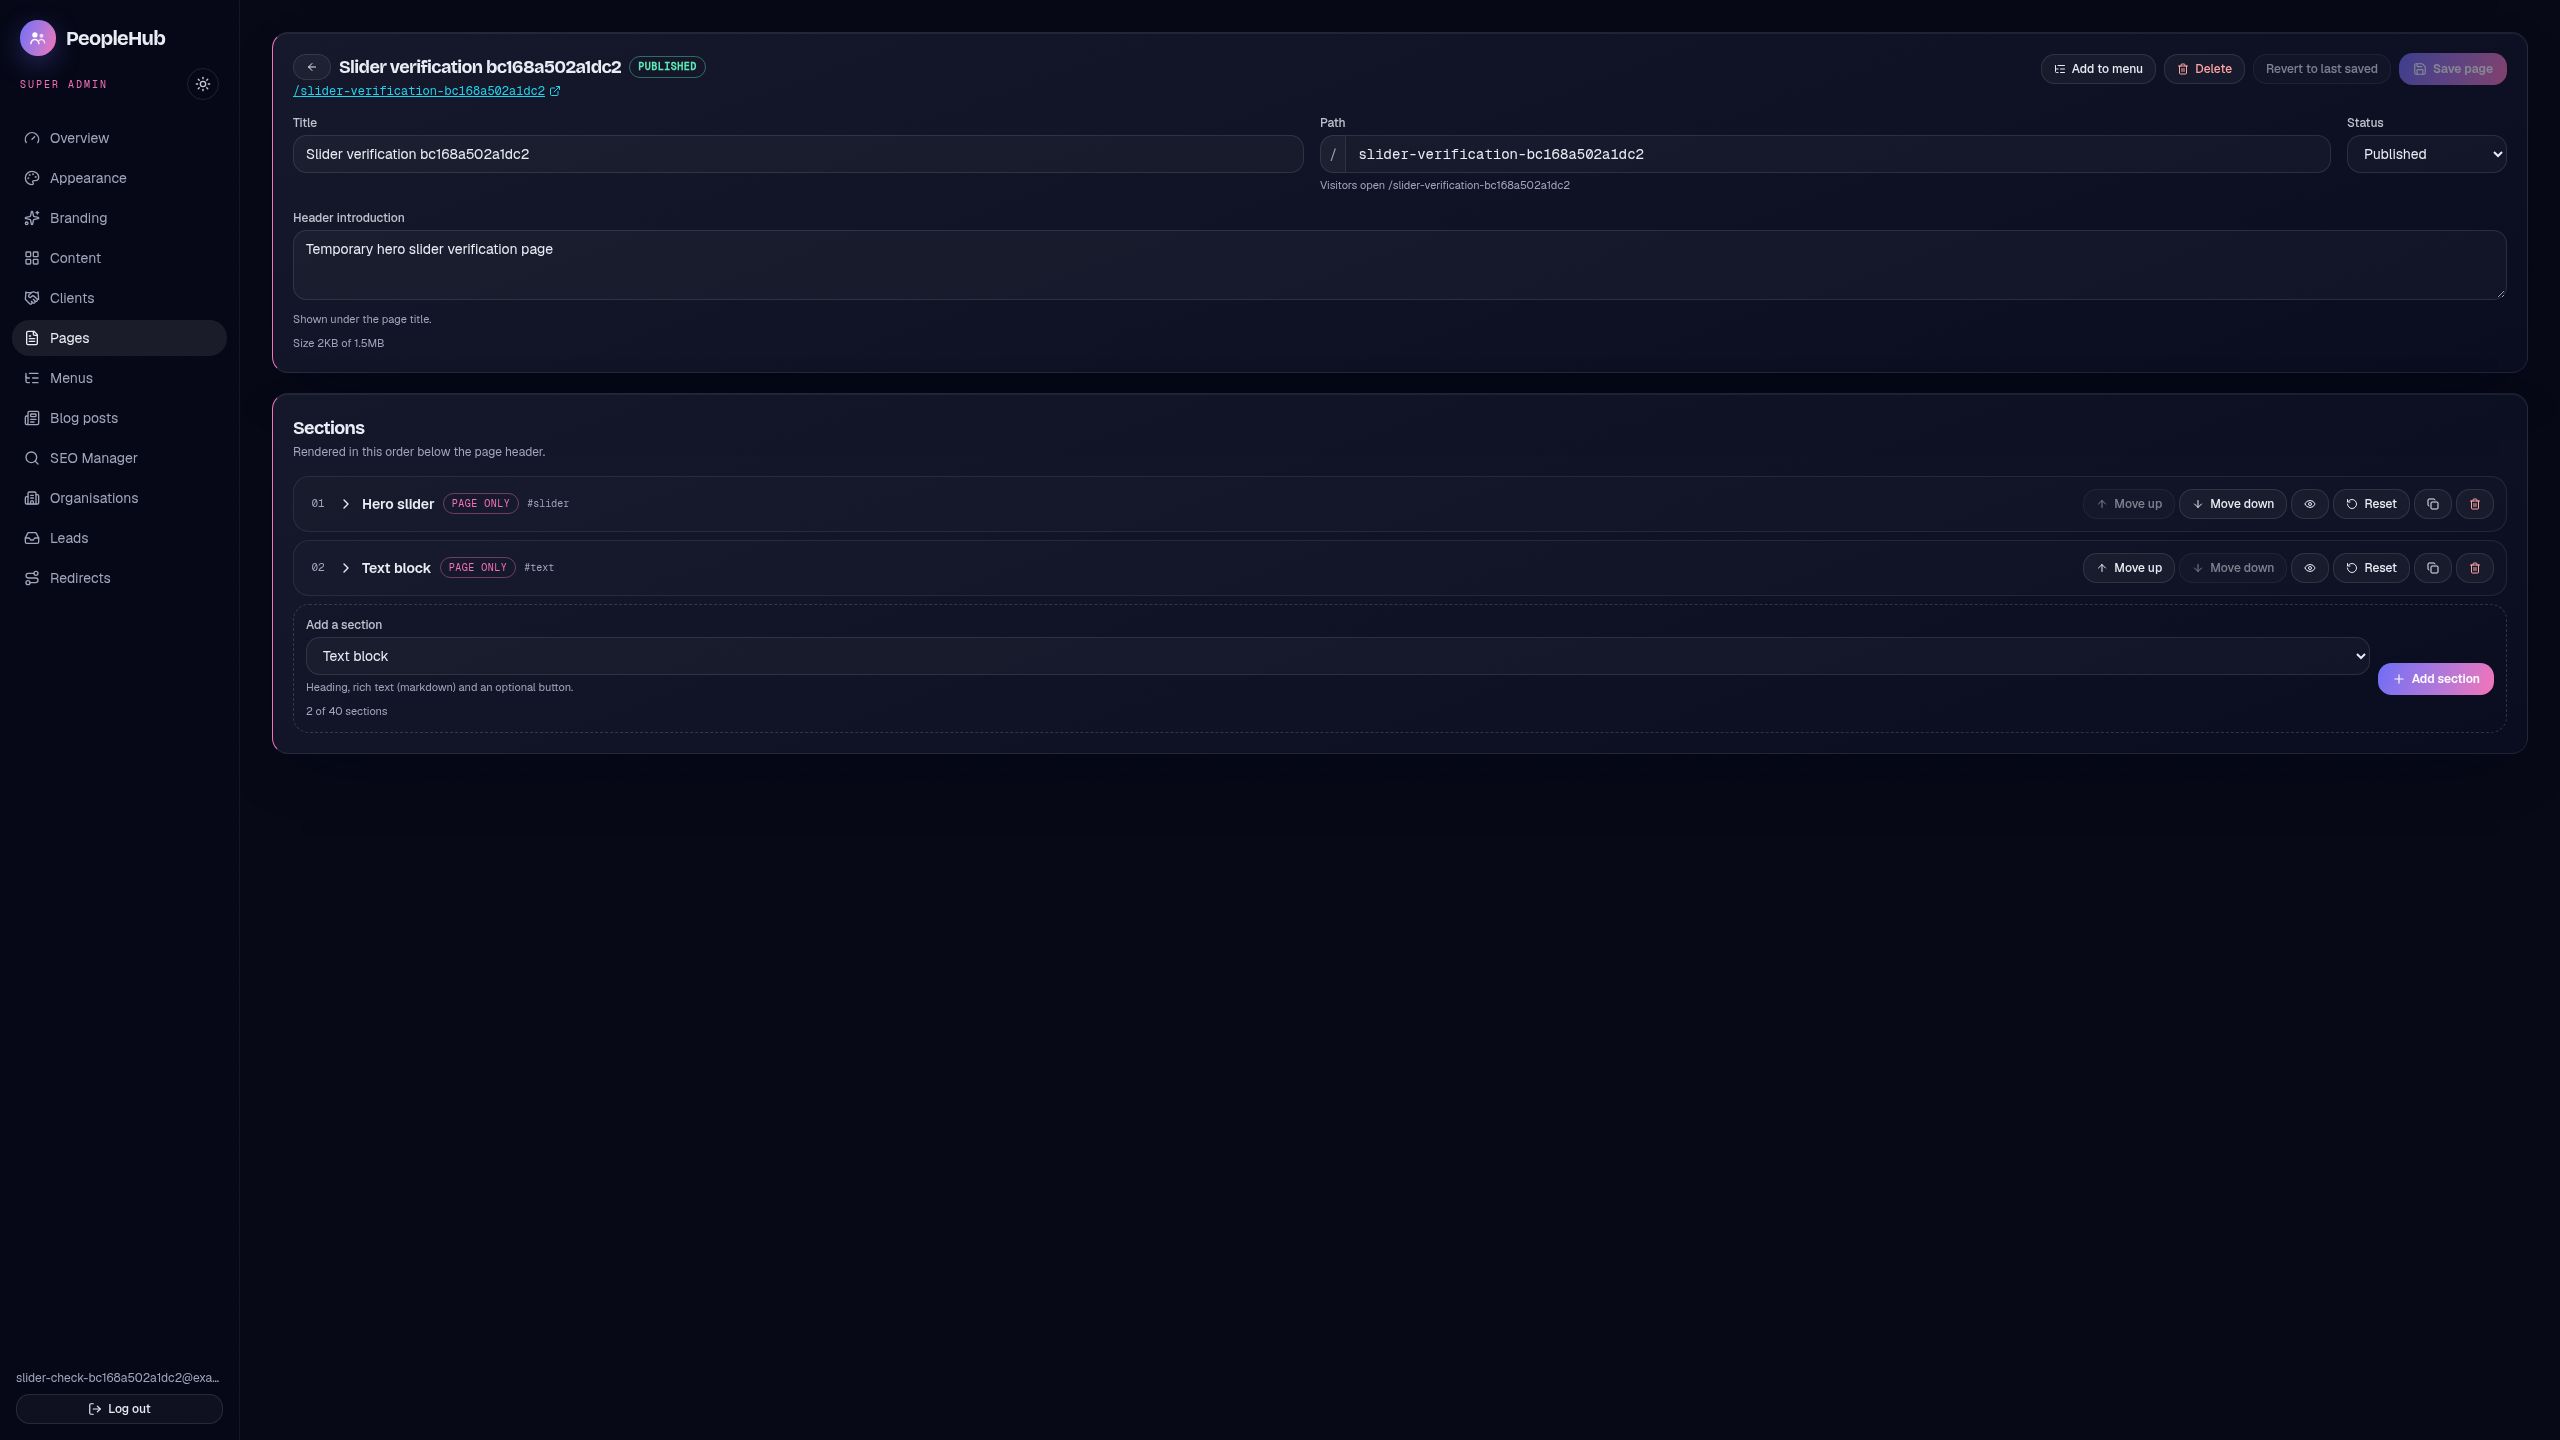 PeopleHub
SUPER ADMIN
Overview
Appearance
Branding
Content
Clients
Pages
Menus
Blog posts
SEO Manager
Organisations
Leads
Redirects
slider-check-bc168a502a1dc2@exa…
Log out
Slider verification bc168a502a1dc2 PUBLISHED
/slider-verification-bc168a502a1dc2
Add to menu Delete Revert to last saved Save page
Title
Slider verification bc168a502a1dc2
Path
/ slider-verification-bc168a502a1dc2
Visitors open /slider-verification-bc168a502a1dc2
Status
Published
Header introduction
Temporary hero slider verification page
Shown under the page title.
Size 2KB of 1.5MB
Sections
Rendered in this order below the page header.
01 Hero slider PAGE ONLY #slider Move up Move down Reset
02 Text block PAGE ONLY #text Move up Move down Reset
Add a section
Text block
Heading, rich text (markdown) and an optional button.
2 of 40 sections
Add section